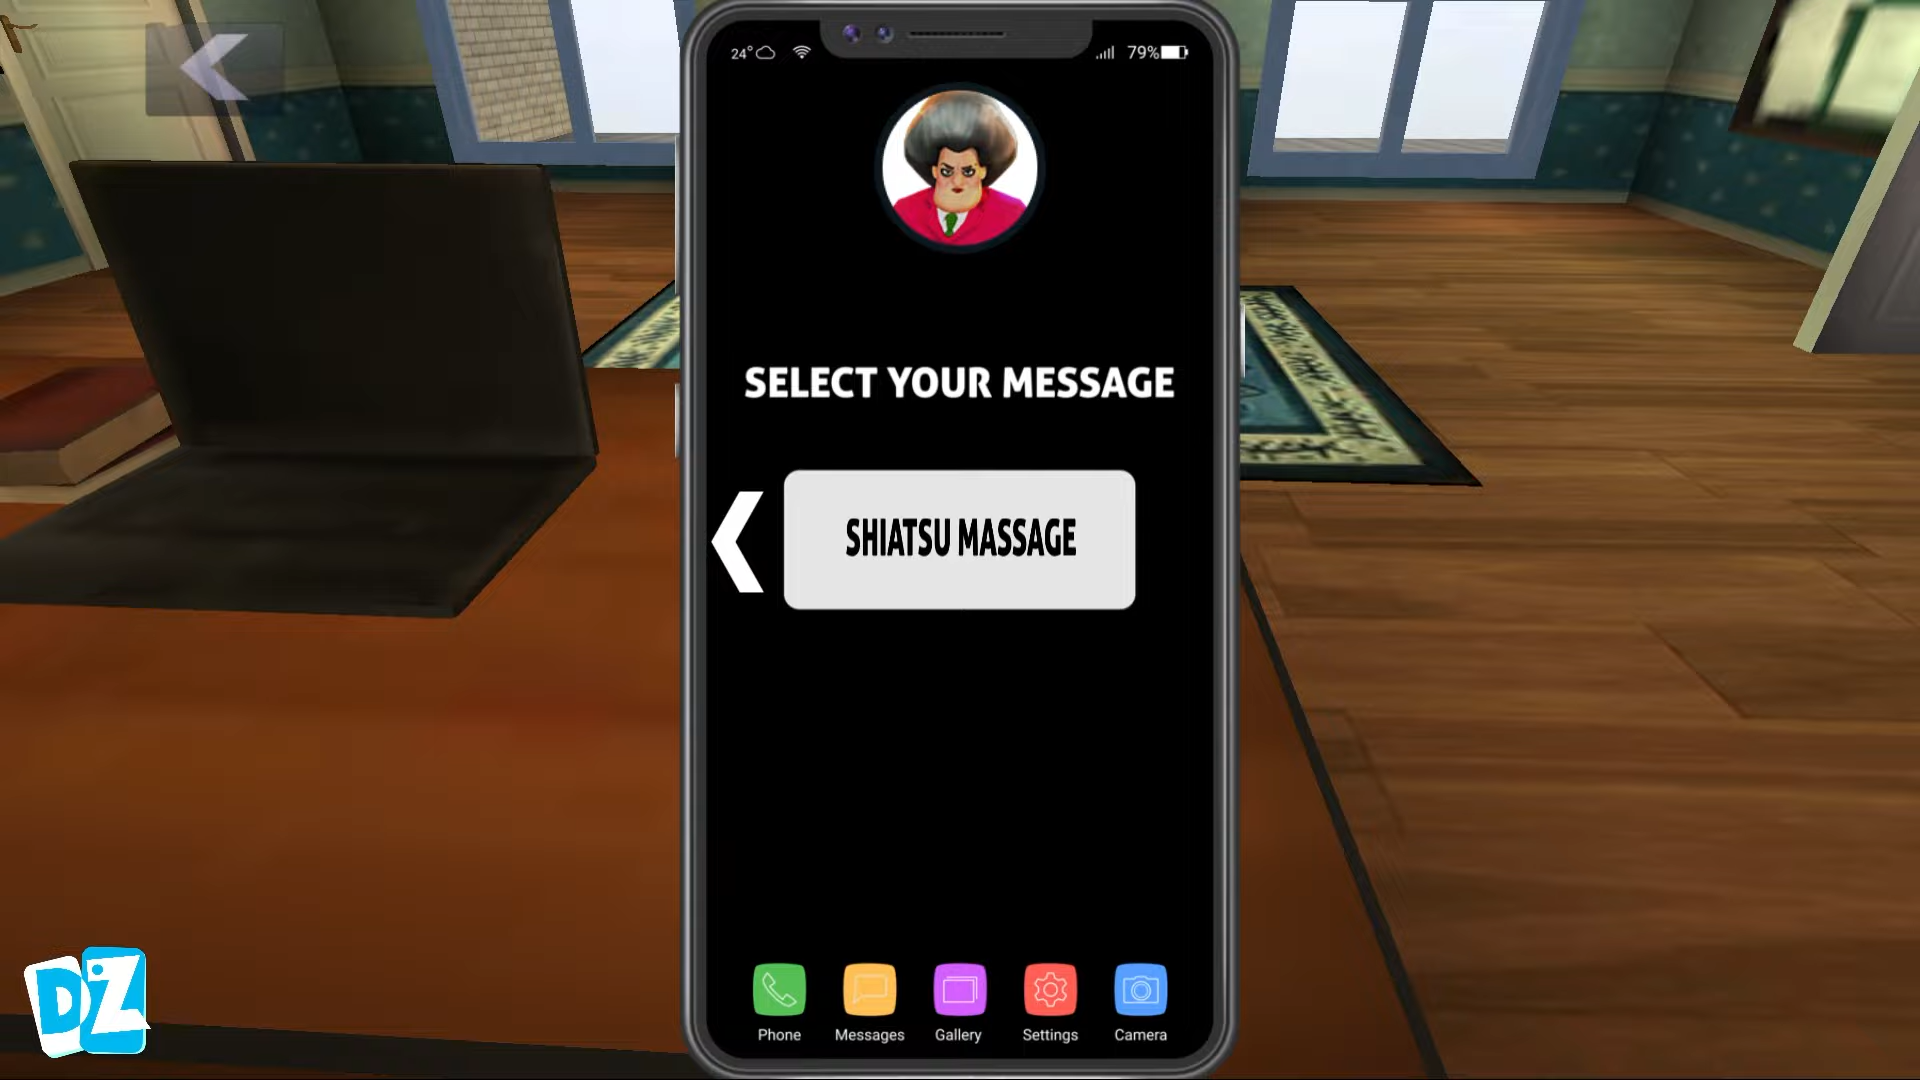 24°
79%
SELECT YOUR MESSAGE
SHIATSU MASSAGE
Phone Messages Gallery Settings Camera
DZ